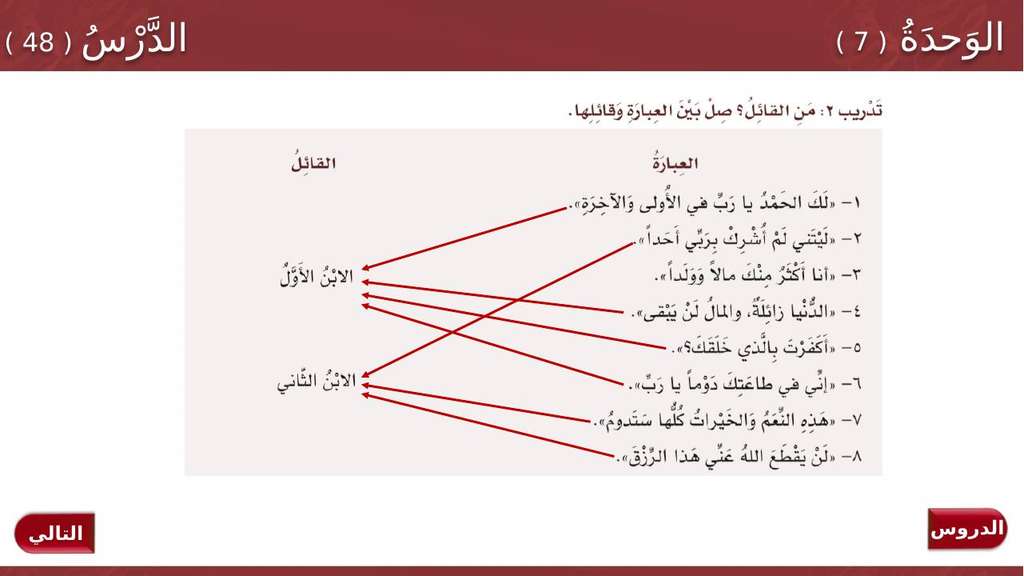 الوَحدَةُ ( 7 )
الدَّرْسُ ( 48 )
تَدْريب ٢: مَنِ القائِلُ؟ صِلْ بَيْنَ العِبارَةِ وَقائِلِها.
العِبارَةُ
القائِلُ
١- «لَكَ الحَمْدُ يا رَبِّ في الأُولى وَالآخِرَةِ».
٢- «لَيْتَني لَمْ أُشْرِكْ بِرَبِّي أَحَداً».
٣- «أنا أَكْثَرُ مِنْكَ مالاً وَوَلَداً».
٤- «الدُّنْيا زائِلَةٌ، والمالُ لَنْ يَبْقى».
٥- «أَكَفَرْتَ بِالَّذي خَلَقَكَ؟».
٦- «إنِّي في طاعَتِكَ دَوْماً يا رَبِّ».
٧- «هَذِهِ النِّعَمُ وَالخَيْراتُ كُلُّها سَتَدومُ».
٨- «لَنْ يَقْطَعَ اللهُ عَنِّي هَذا الرِّزْقَ».
الابْنُ الأَوَّلُ
الابْنُ الثّاني
الدروس
التالي